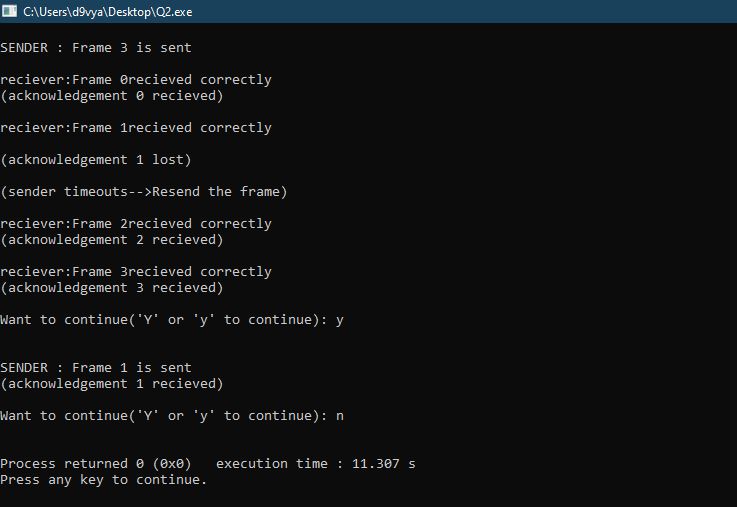 C:\Users\d9vya\Desktop\Q2.exe
SENDER : Frame 3 is sent
reciever:Frame 0recieved correctly
(acknowledgement 0 recieved)
reciever:Frame 1recieved correctly
(acknowledgement 1 lost)
(sender timeouts-->Resend the frame)
reciever:Frame 2recieved correctly
(acknowledgement 2 recieved)
reciever:Frame 3recieved correctly
(acknowledgement 3 recieved)
Want to continue('Y' or 'y' to continue): y
SENDER : Frame 1 is sent
(acknowledgement 1 recieved)
Want to continue('Y' or 'y' to continue): n
Process returned 0 (0x0)   execution time : 11.307 s
Press any key to continue.